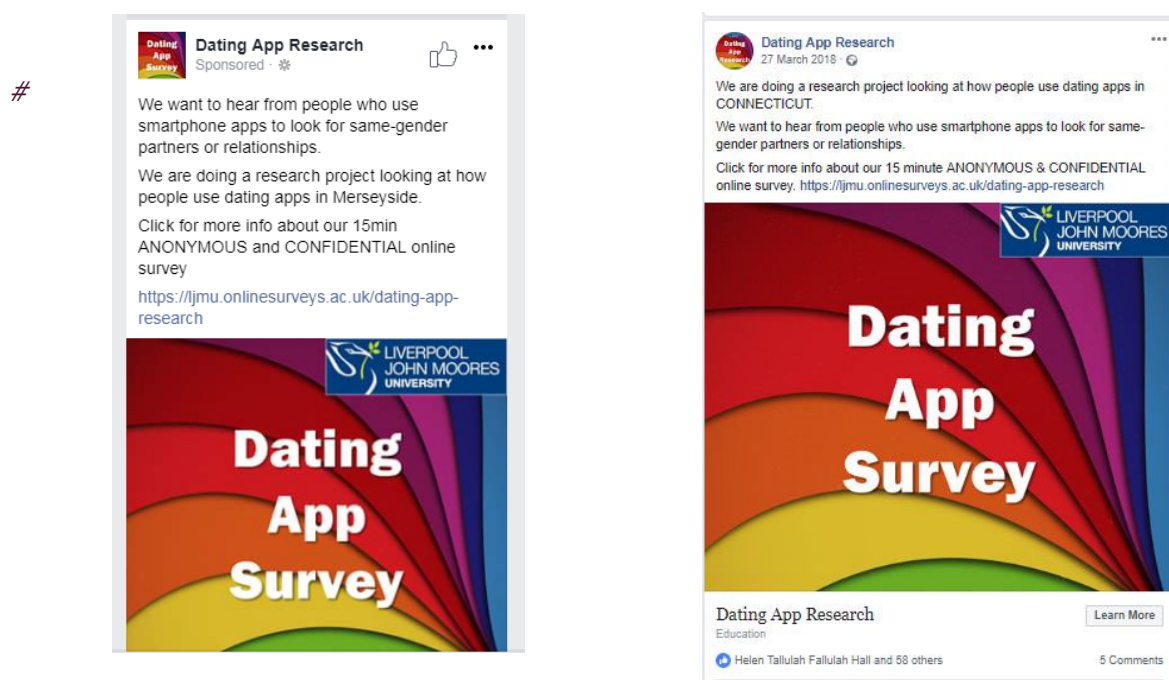 #
Dating
App
Survey
Dating App Research
Sponsored ·
We want to hear from people who use
smartphone apps to look for same-gender
partners or relationships.
We are doing a research project looking at how
people use dating apps in Merseyside.
Click for more info about our 15min
ANONYMOUS and CONFIDENTIAL online
survey
https://ljmu.onlinesurveys.ac.uk/dating-app-
research
LIVERPOOL
JOHN MOORES
UNIVERSITY
Dating
App
Survey
Dating
App
Research
Dating App Research
27 March 2018 ·
We are doing a research project looking at how people use dating apps in
CONNECTICUT.
We want to hear from people who use smartphone apps to look for same-
gender partners or relationships.
Click for more info about our 15 minute ANONYMOUS & CONFIDENTIAL
online survey. https://ljmu.onlinesurveys.ac.uk/dating-app-research
LIVERPOOL
JOHN MOORES
UNIVERSITY
Dating
App
Survey
Dating App Research
Learn More
Education
Helen Tallulah Fallulah Hall and 58 others
5 Comments